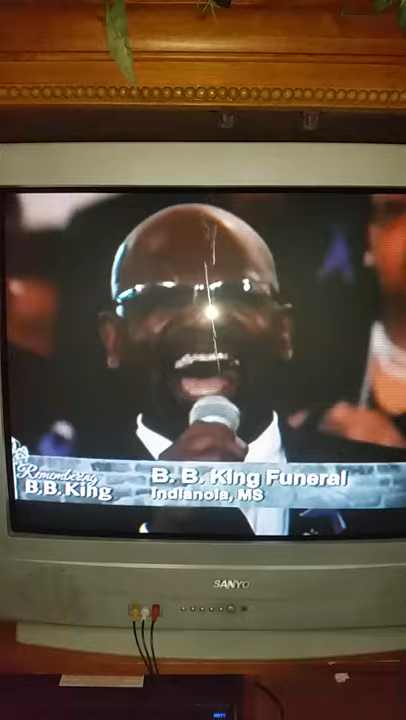 Remembering
B.B. King
B. B. King Funeral
Indianola, MS
SANYO